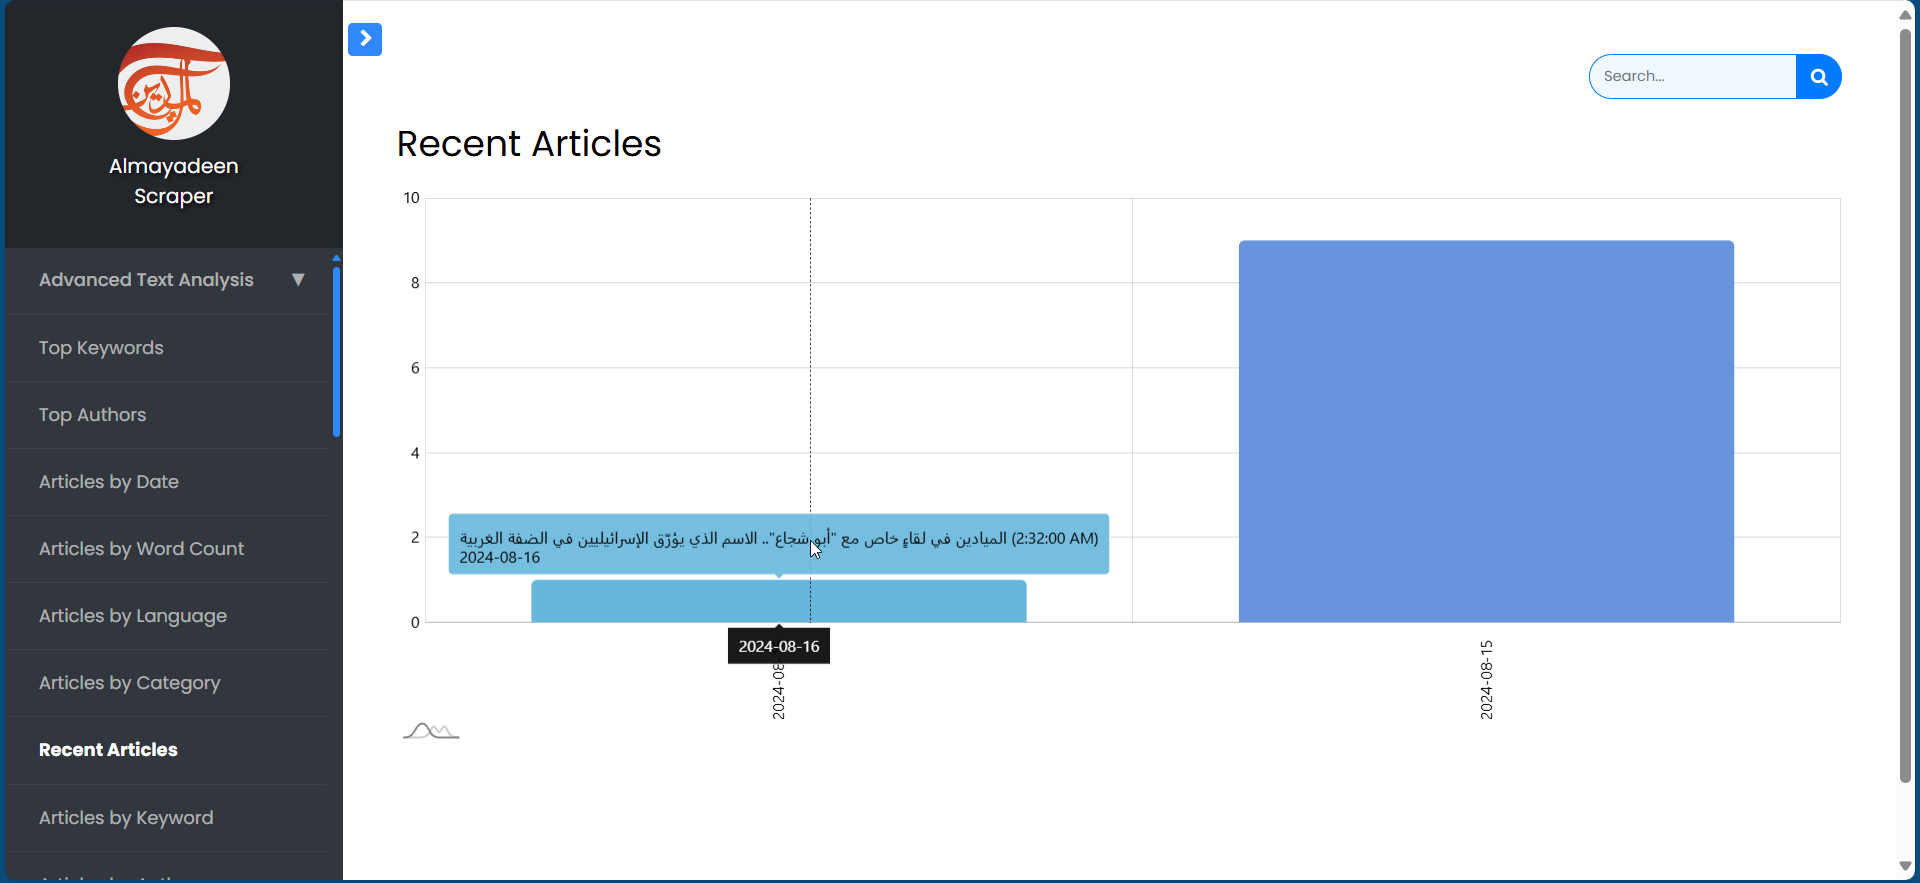 Almayadeen
Scraper
Advanced Text Analysis ▼
Top Keywords
Top Authors
Articles by Date
Articles by Word Count
Articles by Language
Articles by Category
Recent Articles
Articles by Keyword
Search...
Recent Articles
10
8
6
4
2
0
(2:32:00 AM) الميادين في لقاءٍ خاص مع "أبو شجاع".. الاسم الذي يؤرّق الإسرائيليين في الضفة الغربية
2024-08-16
2024-08-16
2024-08
2024-08-15